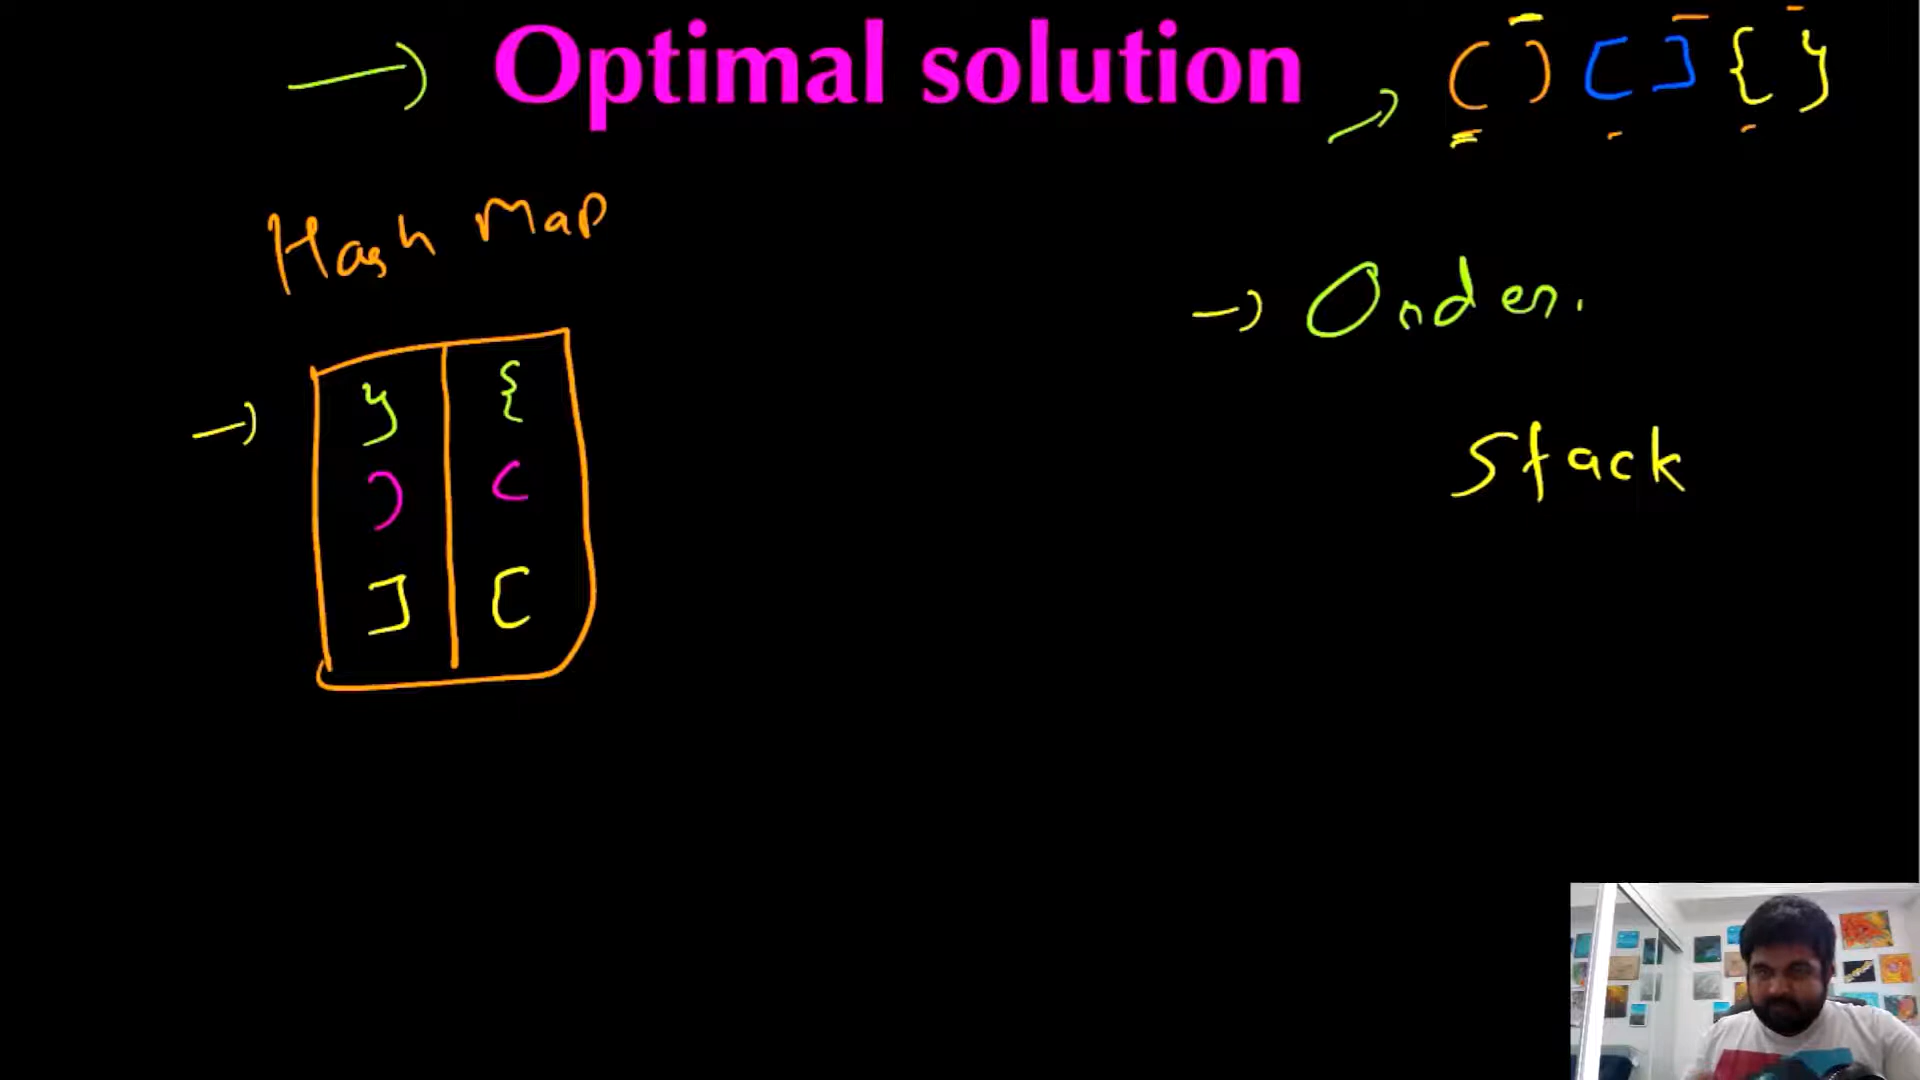 Optimal solution
( ) [ ] { }
Hash Map
Order.
} {
Stack
) (
] [